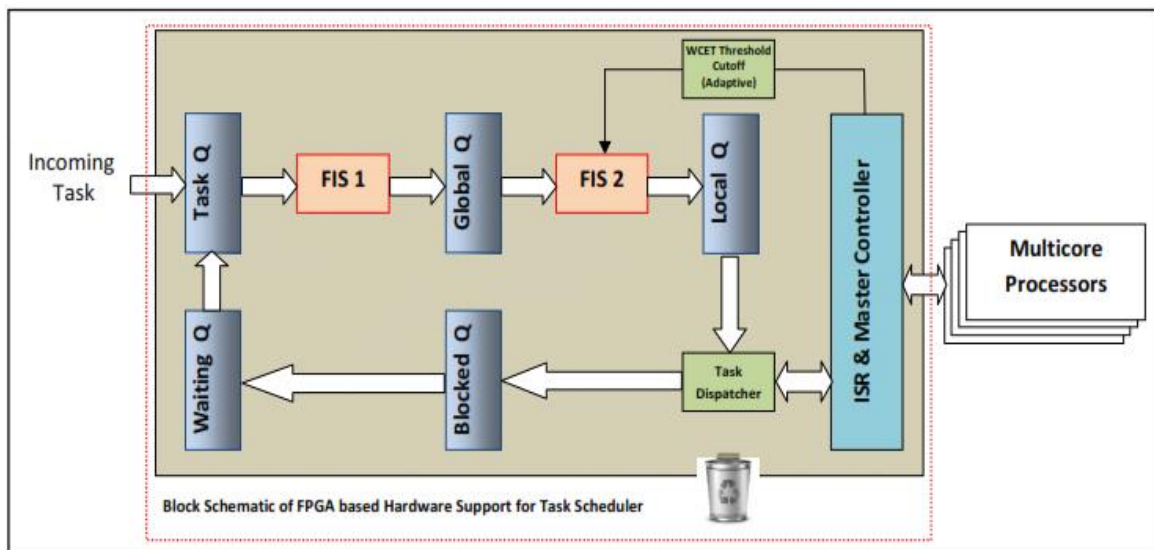 WCET Threshold
Cutoff
(Adaptive)
Incoming
Task
Task Q
FIS 1
Global Q
FIS 2
Local Q
ISR & Master Controller
Multicore
Processors
Waiting Q
Blocked Q
Task
Dispatcher
Block Schematic of FPGA based Hardware Support for Task Scheduler